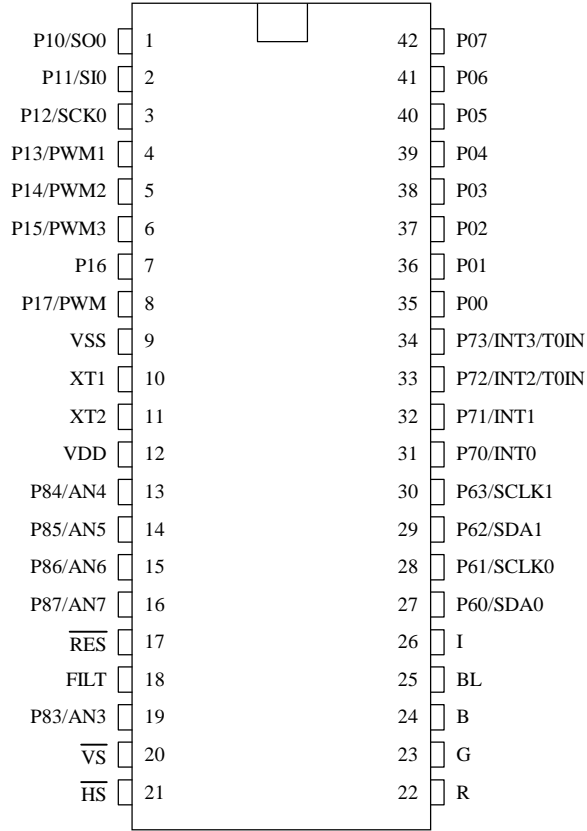 P10/SO0 1 42 P07
P11/SI0 2 41 P06
P12/SCK0 3 40 P05
P13/PWM1 4 39 P04
P14/PWM2 5 38 P03
P15/PWM3 6 37 P02
P16 7 36 P01
P17/PWM 8 35 P00
VSS 9 34 P73/INT3/T0IN
XT1 10 33 P72/INT2/T0IN
XT2 11 32 P71/INT1
VDD 12 31 P70/INT0
P84/AN4 13 30 P63/SCLK1
P85/AN5 14 29 P62/SDA1
P86/AN6 15 28 P61/SCLK0
P87/AN7 16 27 P60/SDA0
R̅E̅S̅ 17 26 I
FILT 18 25 BL
P83/AN3 19 24 B
V̅S̅ 20 23 G
H̅S̅ 21 22 R